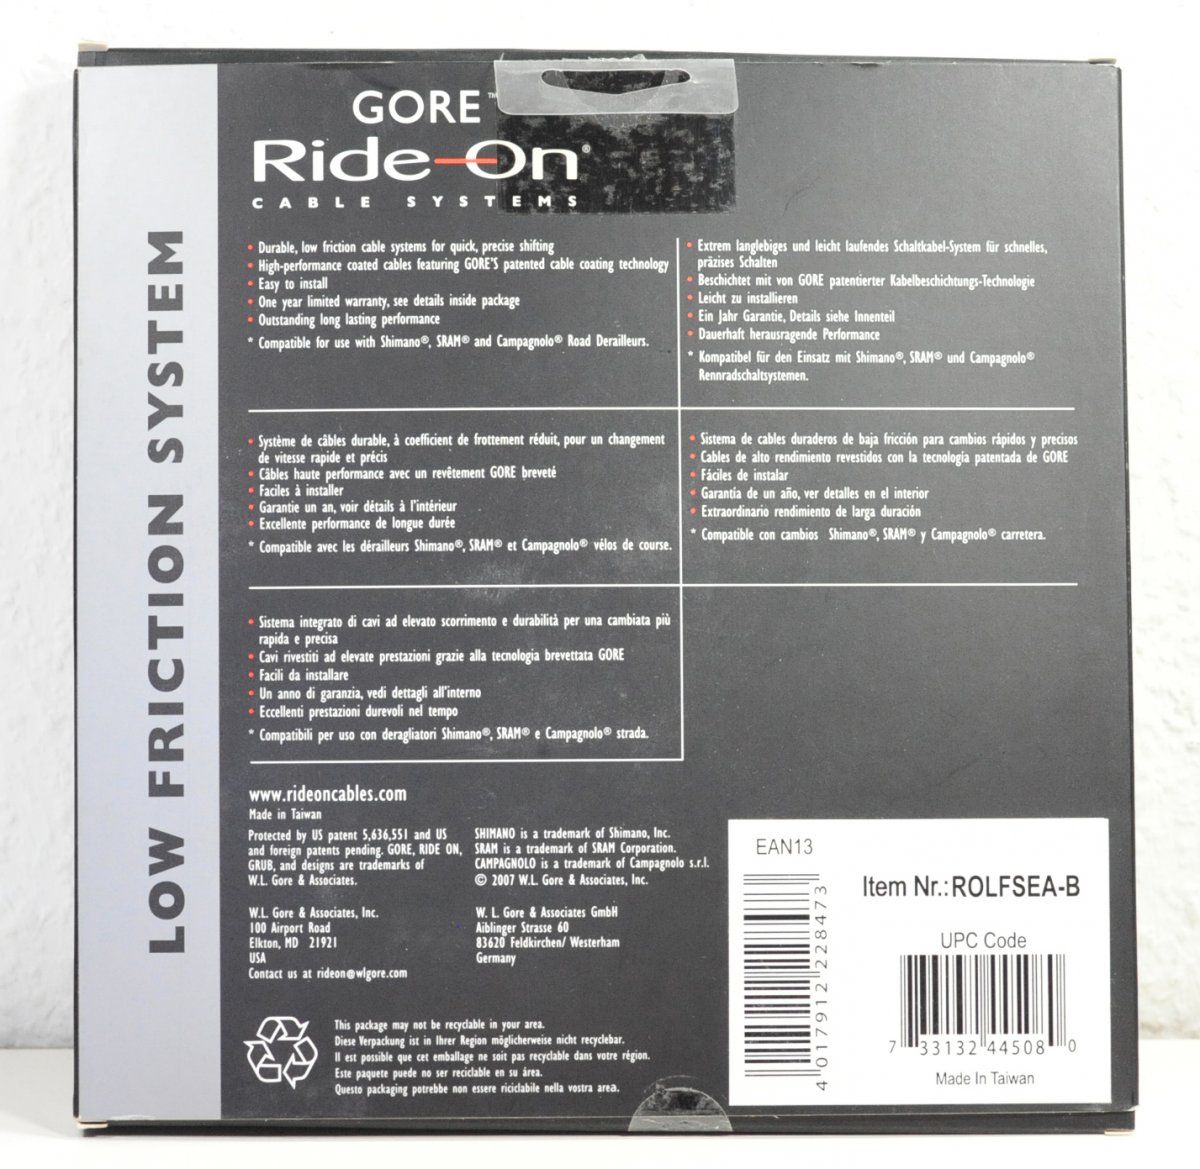 LOW FRICTION SYSTEM
GORE™
Ride-On®
CABLE SYSTEMS
• Durable, low friction cable systems for quick, precise shifting
• High-performance coated cables featuring GORE'S patented cable coating technology
• Easy to install
• One year limited warranty, see details inside package
• Outstanding long lasting performance
* Compatible for use with Shimano®, SRAM® and Campagnolo® Road Derailleurs.
• Extrem langlebiges und leicht laufendes Schaltkabel-System für schnelles,
präzises Schalten
• Beschichtet mit von GORE patentierter Kabelbeschichtungs-Technologie
• Leicht zu installieren
• Ein Jahr Garantie, Details siehe Innenteil
• Dauerhaft herausragende Performance
* Kompatibel für den Einsatz mit Shimano®, SRAM® und Campagnolo®
Rennradschaltsystemen.
• Système de câbles durable, à coefficient de frottement réduit, pour un changement
de vitesse rapide et précis
• Câbles haute performance avec un revêtement GORE breveté
• Faciles à installer
• Garantie un an, voir détails à l'intérieur
• Excellente performance de longue durée
* Compatible avec les dérailleurs Shimano®, SRAM® et Campagnolo® vélos de course.
• Sistema de cables duraderos de baja fricción para cambios rápidos y precisos
• Cables de alto rendimiento revestidos con la tecnología patentada de GORE
• Fáciles de instalar
• Garantía de un año, ver detalles en el interior
• Extraordinario rendimiento de larga duración
* Compatible con cambios Shimano®, SRAM® y Campagnolo® carretera.
• Sistema integrato di cavi ad elevato scorrimento e durabilità per una cambiata più
rapida e precisa
• Cavi rivestiti ad elevate prestazioni grazie alla tecnologia brevettata GORE
• Facili da installare
• Un anno di garanzia, vedi dettagli all'interno
• Eccellenti prestazioni durevoli nel tempo
* Compatibili per uso con deragliatori Shimano®, SRAM® e Campagnolo® strada.
www.rideoncables.com
Made in Taiwan
Protected by US patent 5,636,551 and US
and foreign patents pending. GORE, RIDE ON,
GRUB, and designs are trademarks of
W.L. Gore & Associates.
SHIMANO is a trademark of Shimano, Inc.
SRAM is a trademark of SRAM Corporation.
CAMPAGNOLO is a trademark of Campagnolo s.r.l.
© 2007 W.L. Gore & Associates, Inc.
W.L. Gore & Associates, Inc.
100 Airport Road
Elkton, MD 21921
USA
Contact us at rideon@wlgore.com
W. L. Gore & Associates GmbH
Aiblinger Strasse 60
83620 Feldkirchen/ Westerham
Germany
This package may not be recyclable in your area.
Diese Verpackung ist in Ihrer Region möglicherweise nicht recyclebar.
Il est possible que cet emballage ne soit pas recyclable dans votre région.
Este paquete puede no ser reciclable en su área.
Questo packaging potrebbe non essere riciclabile nella vostra area.
EAN13
4 017912 228473
Item Nr.:ROLFSEA-B
UPC Code
7 33132 44508 0
Made In Taiwan